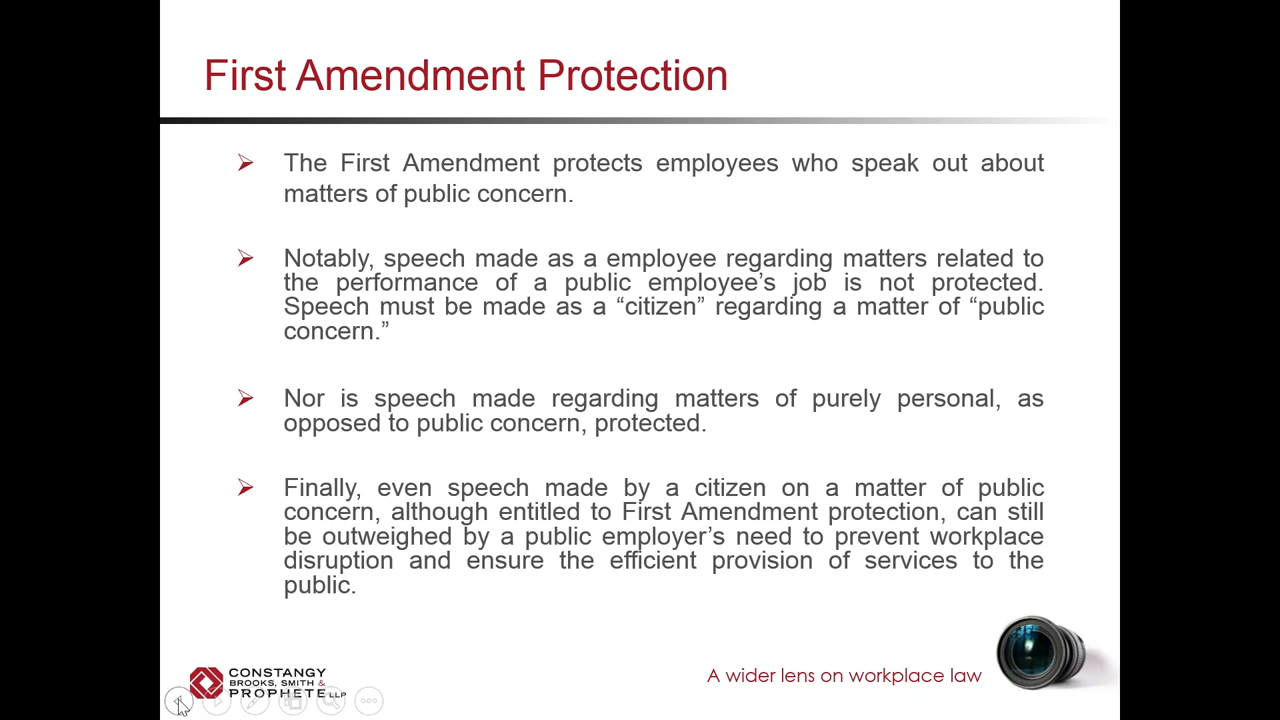 First Amendment Protection
The First Amendment protects employees who speak out about
matters of public concern.
Notably, speech made as a employee regarding matters related to
the performance of a public employee’s job is not protected.
Speech must be made as a “citizen” regarding a matter of “public
concern.”
Nor is speech made regarding matters of purely personal, as
opposed to public concern, protected.
Finally, even speech made by a citizen on a matter of public
concern, although entitled to First Amendment protection, can still
be outweighed by a public employer’s need to prevent workplace
disruption and ensure the efficient provision of services to the
public.
CONSTANGY
BROOKS, SMITH &
PROPHETE LLP
A wider lens on workplace law